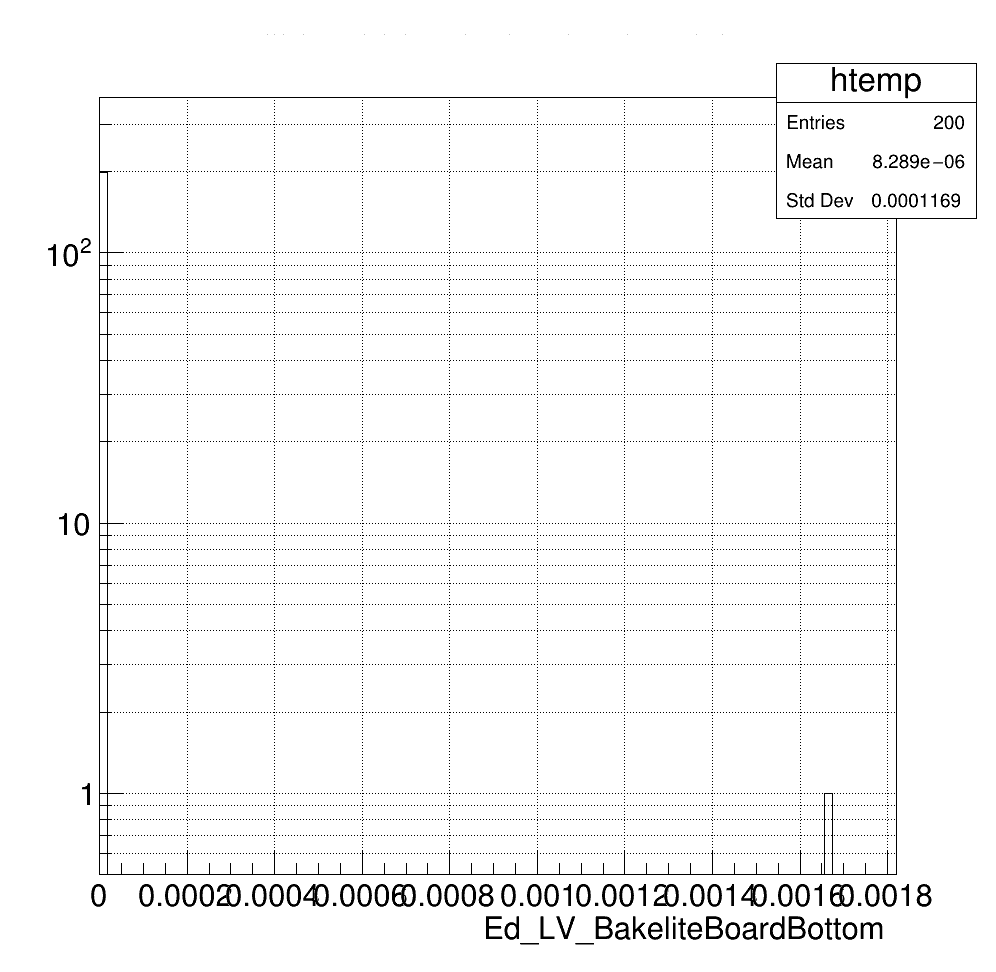 htemp
Entries 200
Mean 8.289e−06
Std Dev 0.0001169
10²
10
1
0 0.0002 0.0004 0.0006 0.0008 0.001 0.0012 0.0014 0.0016 0.0018
Ed_LV_BakeliteBoardBottom